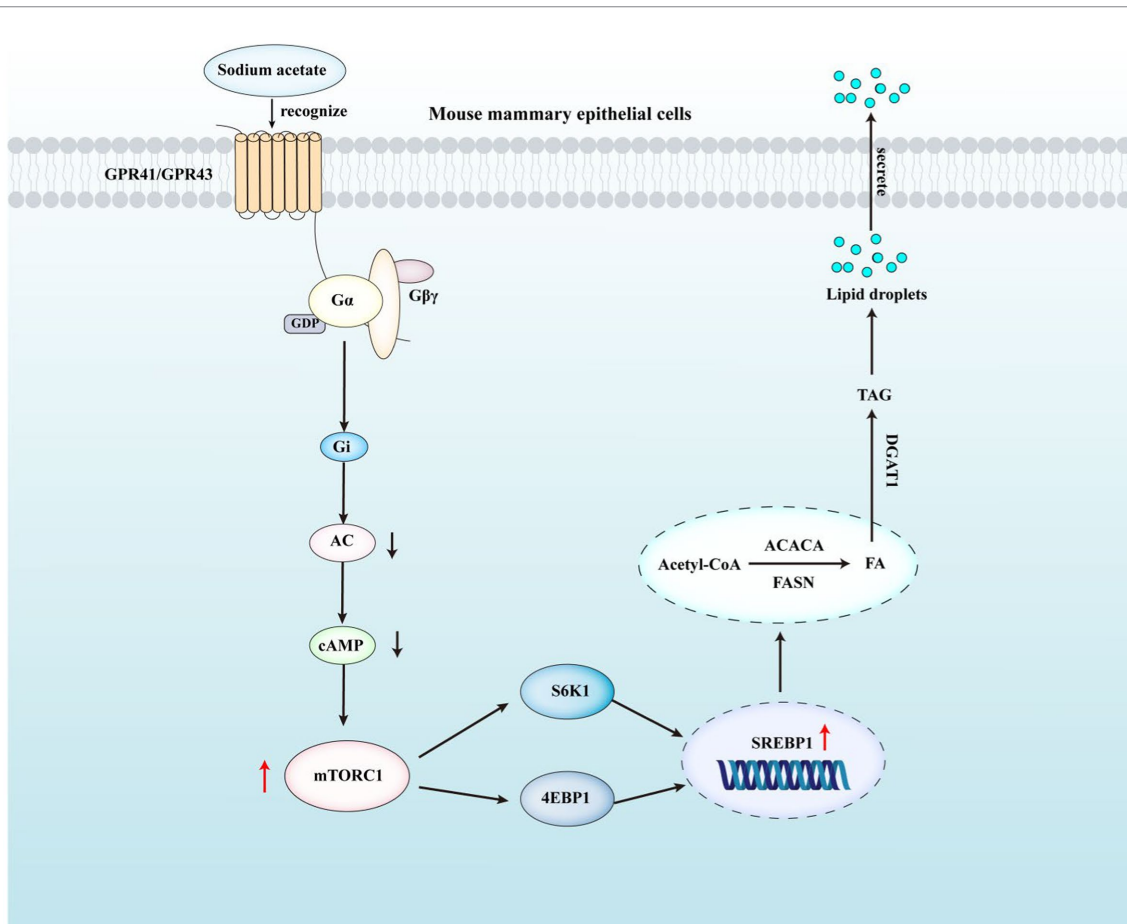 Sodium acetate
recognize
Mouse mammary epithelial cells
GPR41/GPR43
secrete
Gα
Gβγ
GDP
Lipid droplets
TAG
DGAT1
Gi
AC
ACACA
Acetyl-CoA
FA
FASN
cAMP
S6K1
SREBP1
mTORC1
4EBP1